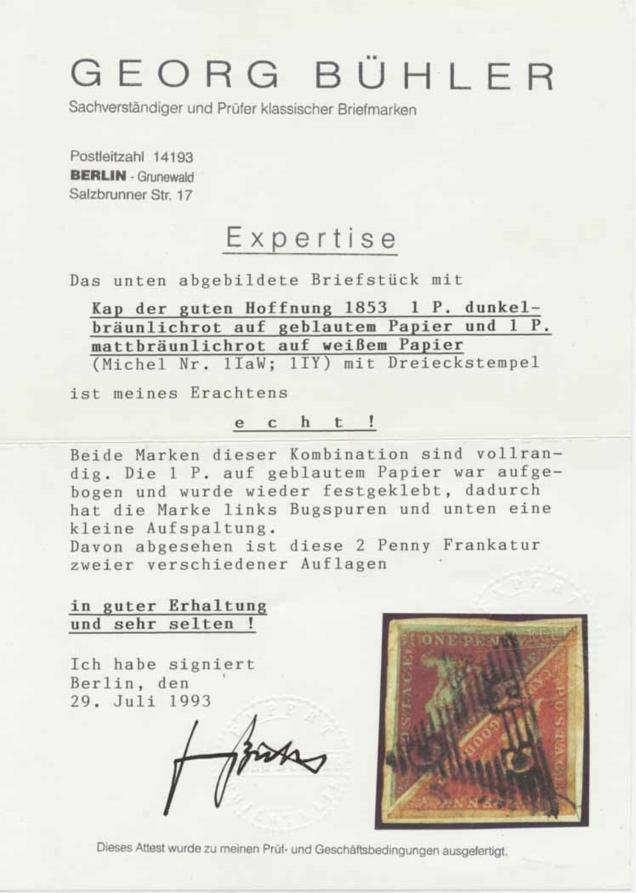 GEORG BÜHLER
Sachverständiger und Prüfer klassischer Briefmarken
Postleitzahl 14193
BERLIN - Grunewald
Salzbrunner Str. 17
Expertise
Das unten abgebildete Briefstück mit
Kap der guten Hoffnung 1853 1 P. dunkel-
bräunlichrot auf geblautem Papier und 1 P.
mattbräunlichrot auf weißem Papier
(Michel Nr. 1IaW; 1IY) mit Dreieckstempel
ist meines Erachtens
e c h t !
Beide Marken dieser Kombination sind vollran-
dig. Die 1 P. auf geblautem Papier war aufge-
bogen und wurde wieder festgeklebt, dadurch
hat die Marke links Bugspuren und unten eine
kleine Aufspaltung.
Davon abgesehen ist diese 2 Penny Frankatur
zweier verschiedener Auflagen
in guter Erhaltung
und sehr selten !
Ich habe signiert
Berlin, den
29. Juli 1993
ONE PENNY
POSTAGE
POSTAGE
GOOD
Dieses Attest wurde zu meinen Prüf- und Geschäftsbedingungen ausgefertigt.